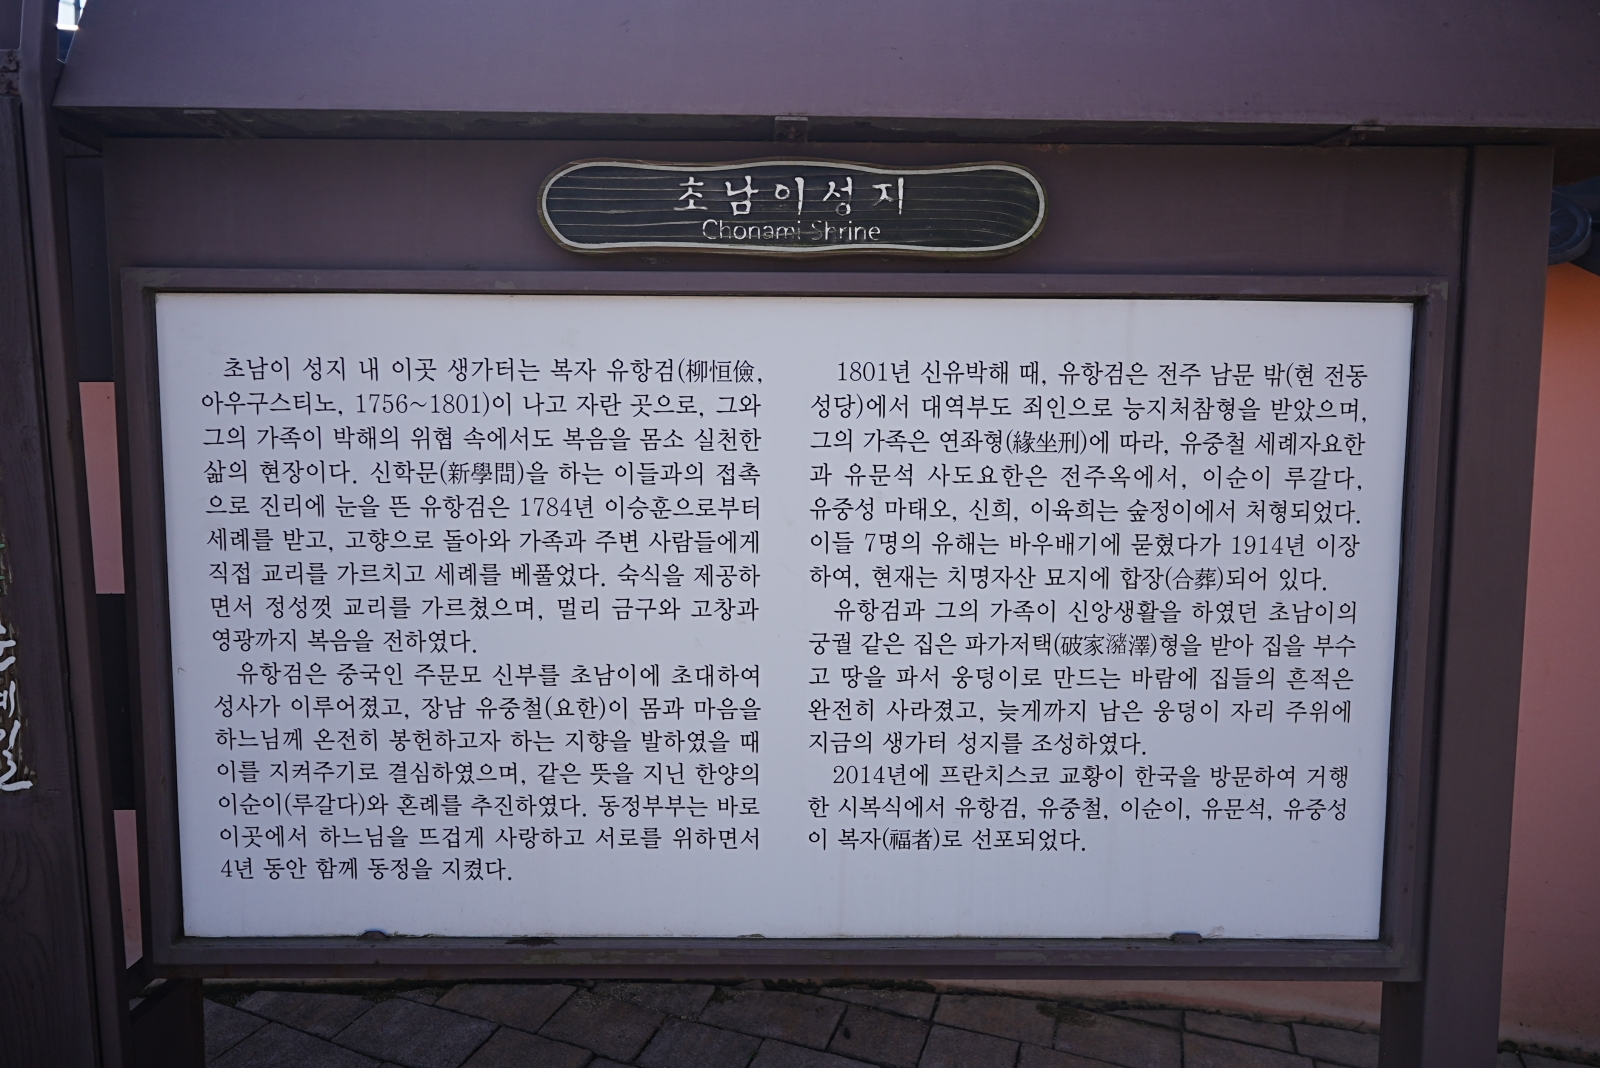 초남이성지
Chonami Shrine
초남이 성지 내 이곳 생가터는 복자 유항검(柳恒儉,
아우구스티노, 1756~1801)이 나고 자란 곳으로, 그와
그의 가족이 박해의 위협 속에서도 복음을 몸소 실천한
삶의 현장이다. 신학문(新學問)을 하는 이들과의 접촉
으로 진리에 눈을 뜬 유항검은 1784년 이승훈으로부터
세례를 받고, 고향으로 돌아와 가족과 주변 사람들에게
직접 교리를 가르치고 세례를 베풀었다. 숙식을 제공하
면서 정성껏 교리를 가르쳤으며, 멀리 금구와 고창과
영광까지 복음을 전하였다.
유항검은 중국인 주문모 신부를 초남이에 초대하여
성사가 이루어졌고, 장남 유중철(요한)이 몸과 마음을
하느님께 온전히 봉헌하고자 하는 지향을 발하였을 때
이를 지켜주기로 결심하였으며, 같은 뜻을 지닌 한양의
이순이(루갈다)와 혼례를 추진하였다. 동정부부는 바로
이곳에서 하느님을 뜨겁게 사랑하고 서로를 위하면서
4년 동안 함께 동정을 지켰다.
1801년 신유박해 때, 유항검은 전주 남문 밖(현 전동
성당)에서 대역부도 죄인으로 능지처참형을 받았으며,
그의 가족은 연좌형(緣坐刑)에 따라, 유중철 세례자요한
과 유문석 사도요한은 전주옥에서, 이순이 루갈다,
유중성 마태오, 신희, 이육희는 숲정이에서 처형되었다.
이들 7명의 유해는 바우배기에 묻혔다가 1914년 이장
하여, 현재는 치명자산 묘지에 합장(合葬)되어 있다.
유항검과 그의 가족이 신앙생활을 하였던 초남이의
궁궐 같은 집은 파가저택(破家瀦澤)형을 받아 집을 부수
고 땅을 파서 웅덩이로 만드는 바람에 집들의 흔적은
완전히 사라졌고, 늦게까지 남은 웅덩이 자리 주위에
지금의 생가터 성지를 조성하였다.
2014년에 프란치스코 교황이 한국을 방문하여 거행
한 시복식에서 유항검, 유중철, 이순이, 유문석, 유중성
이 복자(福者)로 선포되었다.